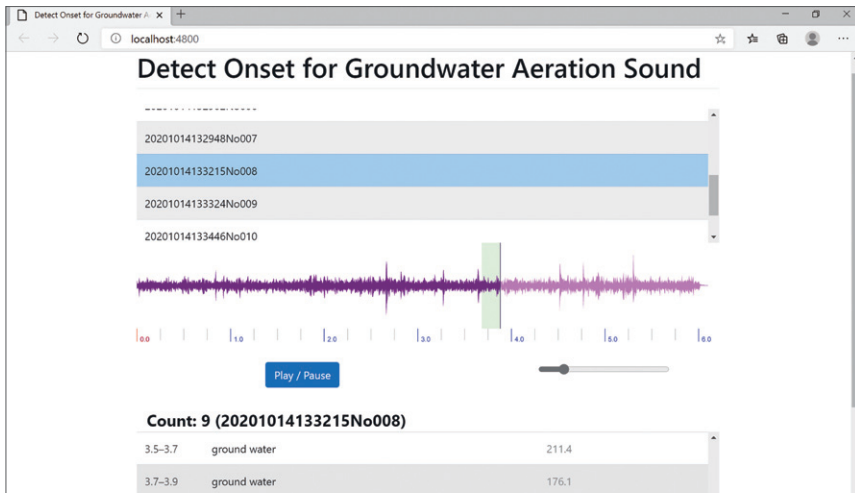 Detect Onset for Groundwater A
localhost:4800
Detect Onset for Groundwater Aeration Sound
20201014132948No007
20201014133215No008
20201014133324No009
20201014133446No010
0.0 1.0 2.0 3.0 4.0 5.0 6.0
Play / Pause
Count: 9 (20201014133215No008)
3.5–3.7 ground water 211.4
3.7–3.9 ground water 176.1